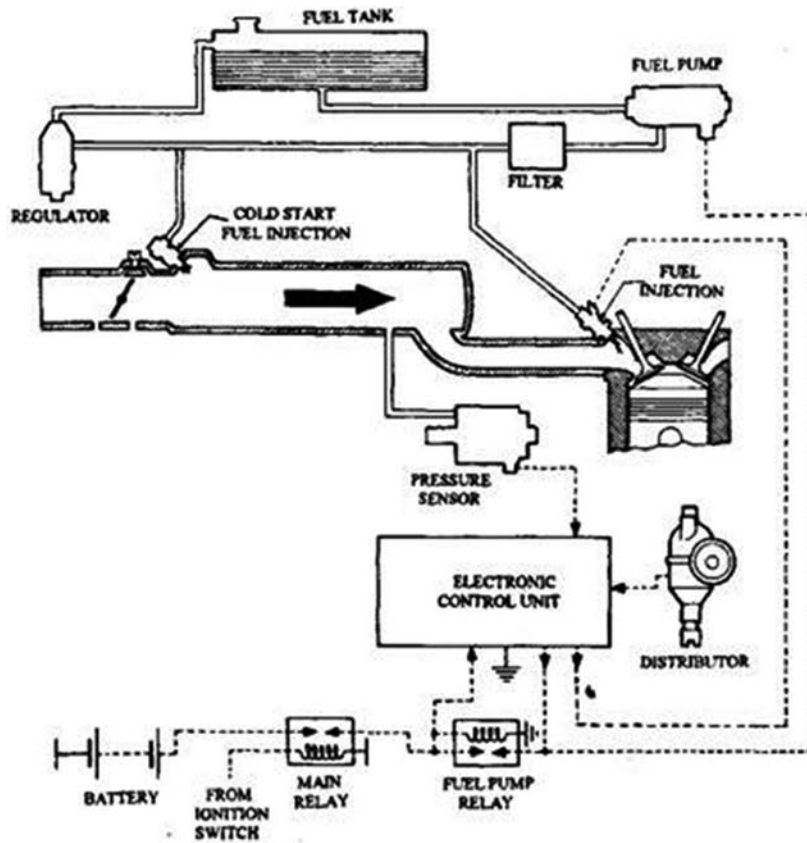 FUEL TANK
FUEL PUMP
FILTER
REGULATOR
COLD START
FUEL INJECTION
FUEL
INJECTION
PRESSURE
SENSOR
ELECTRONIC
CONTROL UNIT
DISTRIBUTOR
BATTERY
FROM
IGNITION
SWITCH
MAIN
RELAY
FUEL PUMP
RELAY